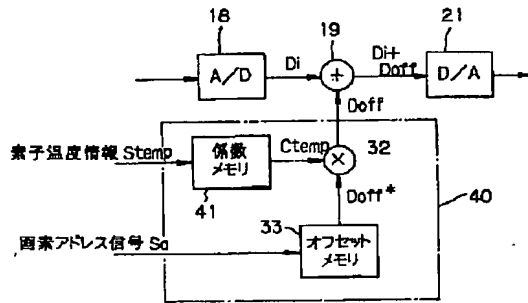 18
19
21
A/D
Di
+
Di+
Doff
D/A
Doff
32
係数
メモリ
素子温度情報 Stemp
Ctemp
×
41
40
Doff*
33
オフセット
メモリ
画素アドレス信号 Sa